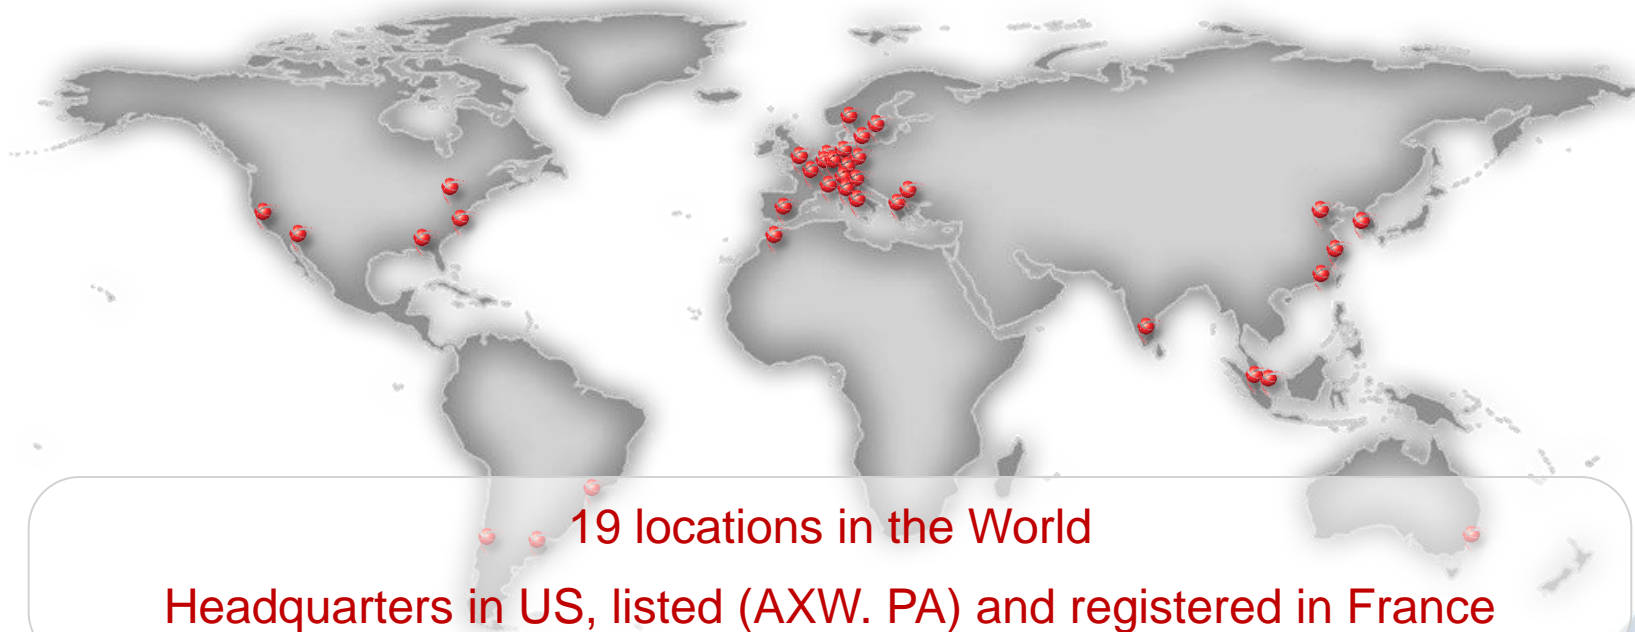 19 locations in the World
Headquarters in US, listed (AXW. PA) and registered in France